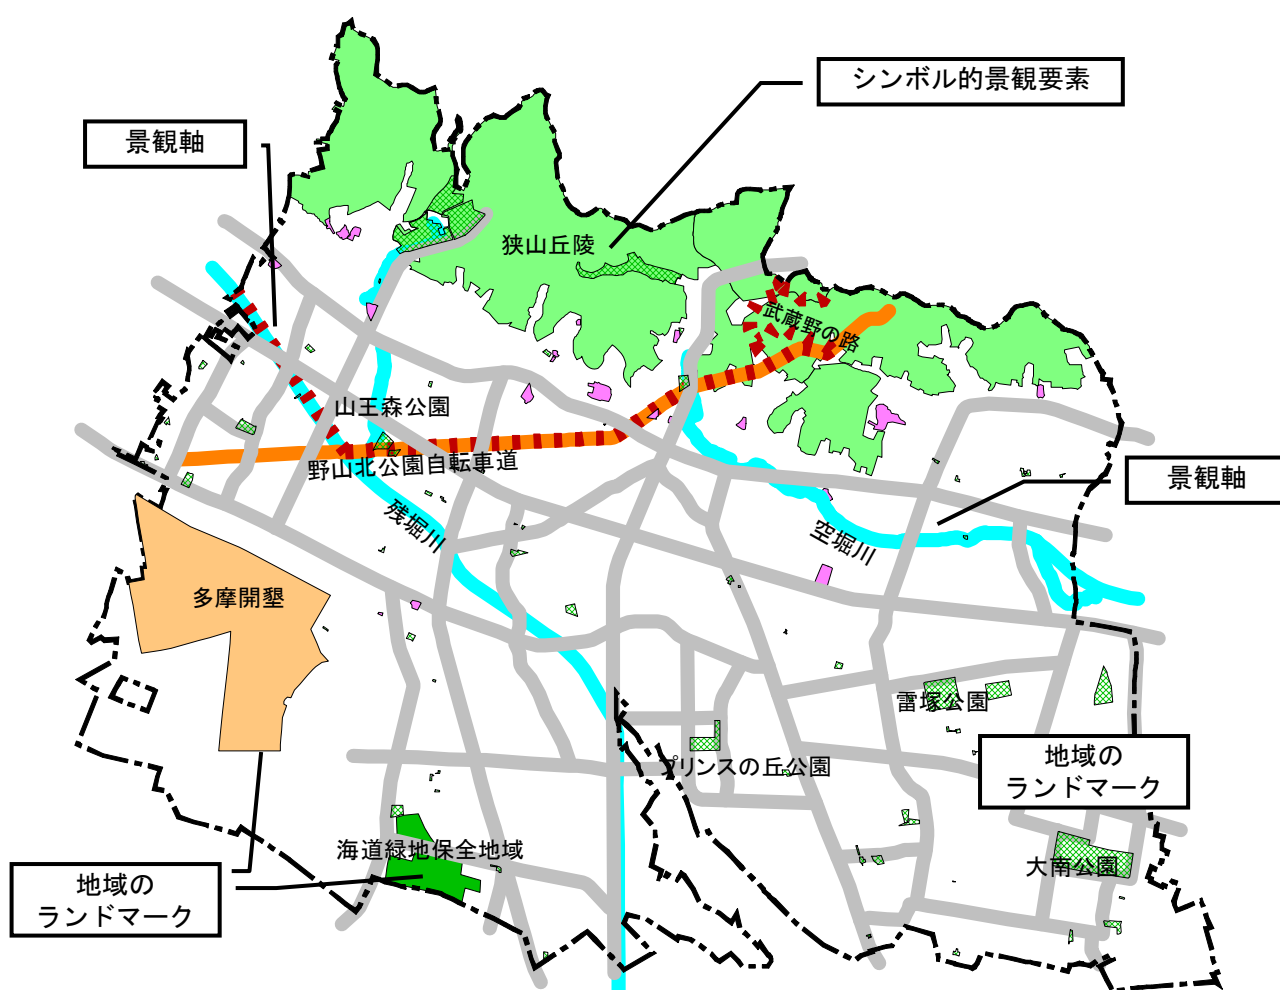 シンボル的景観要素
景観軸
狭山丘陵
武蔵野の路
山王森公園
野山北公園自転車道
景観軸
残堀川
空堀川
多摩開墾
雷塚公園
地域の
ランドマーク
プリンスの丘公園
海道緑地保全地域
大南公園
地域の
ランドマーク